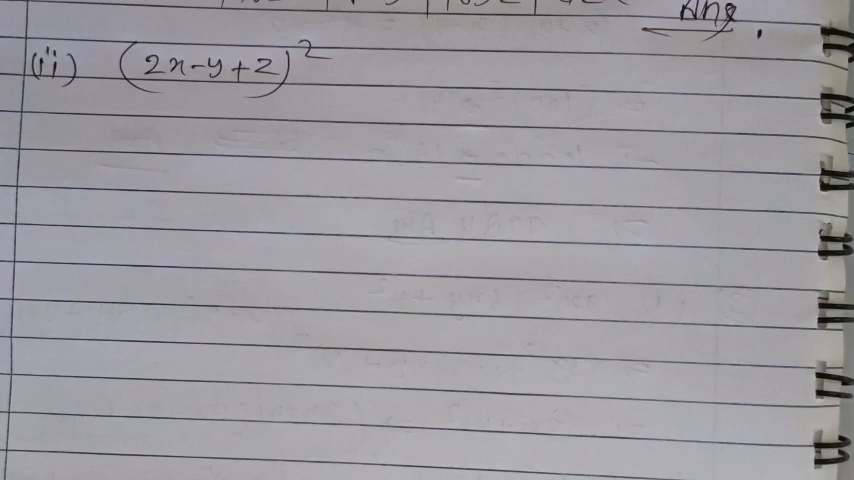 Ans.
(ii) (2x-y+z)²